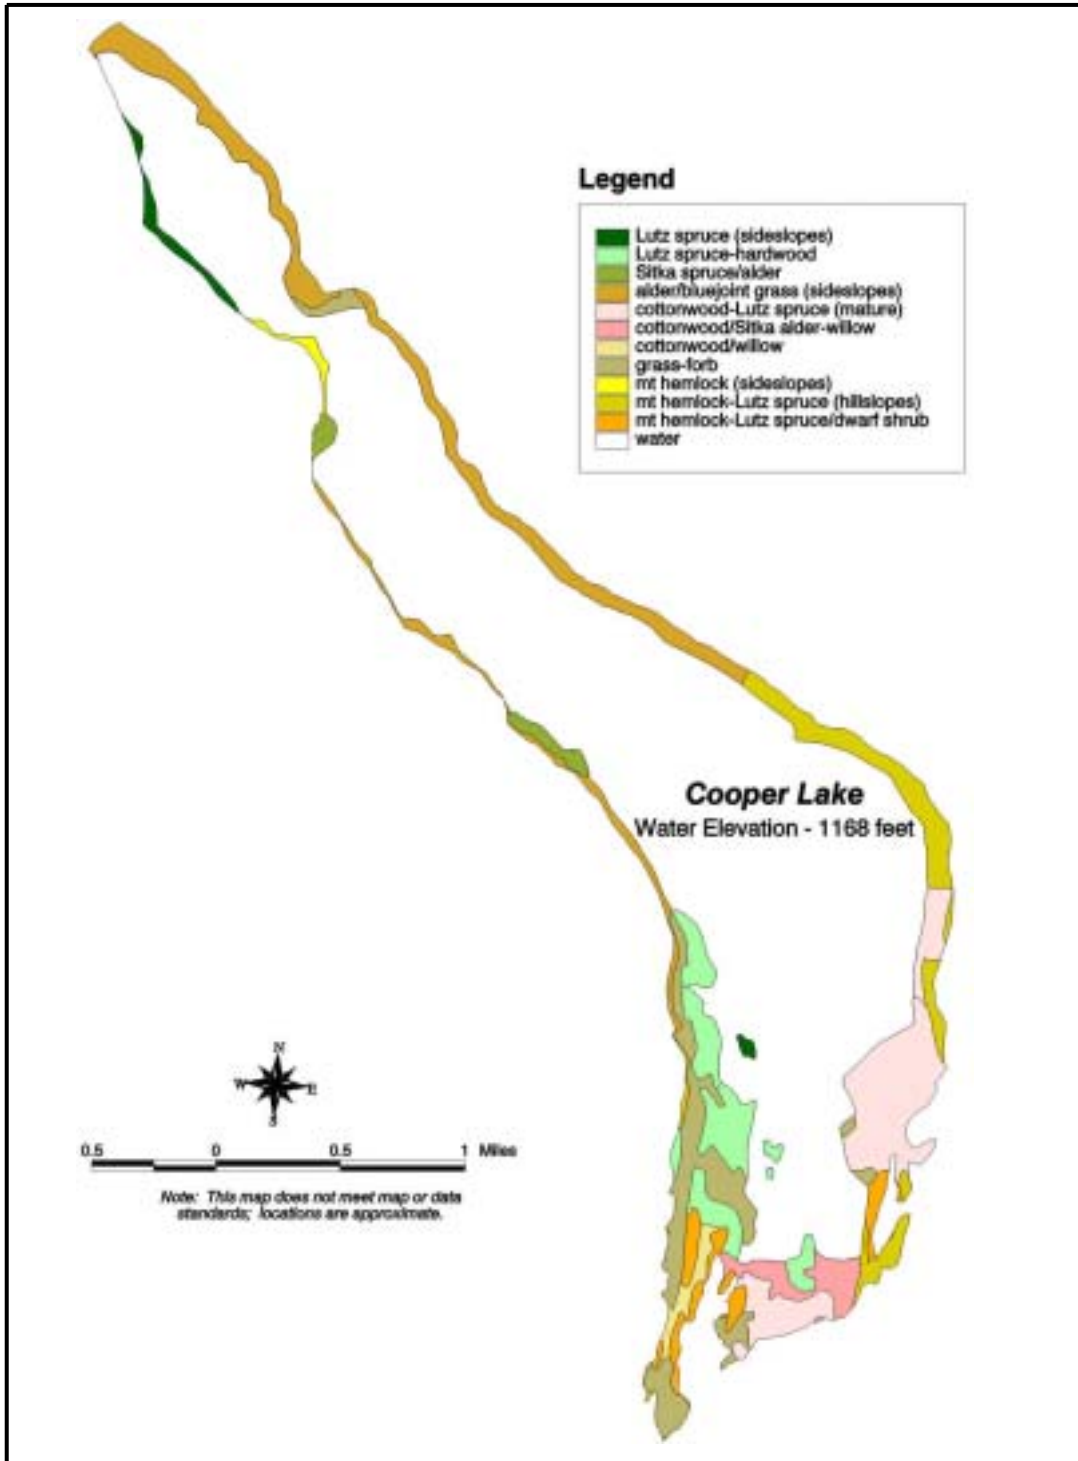 Legend
Lutz spruce (sideslopes)
Lutz spruce-hardwood
Sitka spruce/alder
alder/bluejoint grass (sideslopes)
cottonwood-Lutz spruce (mature)
cottonwood/Sitka alder-willow
cottonwood/willow
grass-forb
mt hemlock (sideslopes)
mt hemlock-Lutz spruce (hillslopes)
mt hemlock-Lutz spruce/dwarf shrub
water
Cooper Lake
Water Elevation - 1168 feet
N
W E
S
0.5 0 0.5 1 Miles
Note: This map does not meet map or data
standards; locations are approximate.